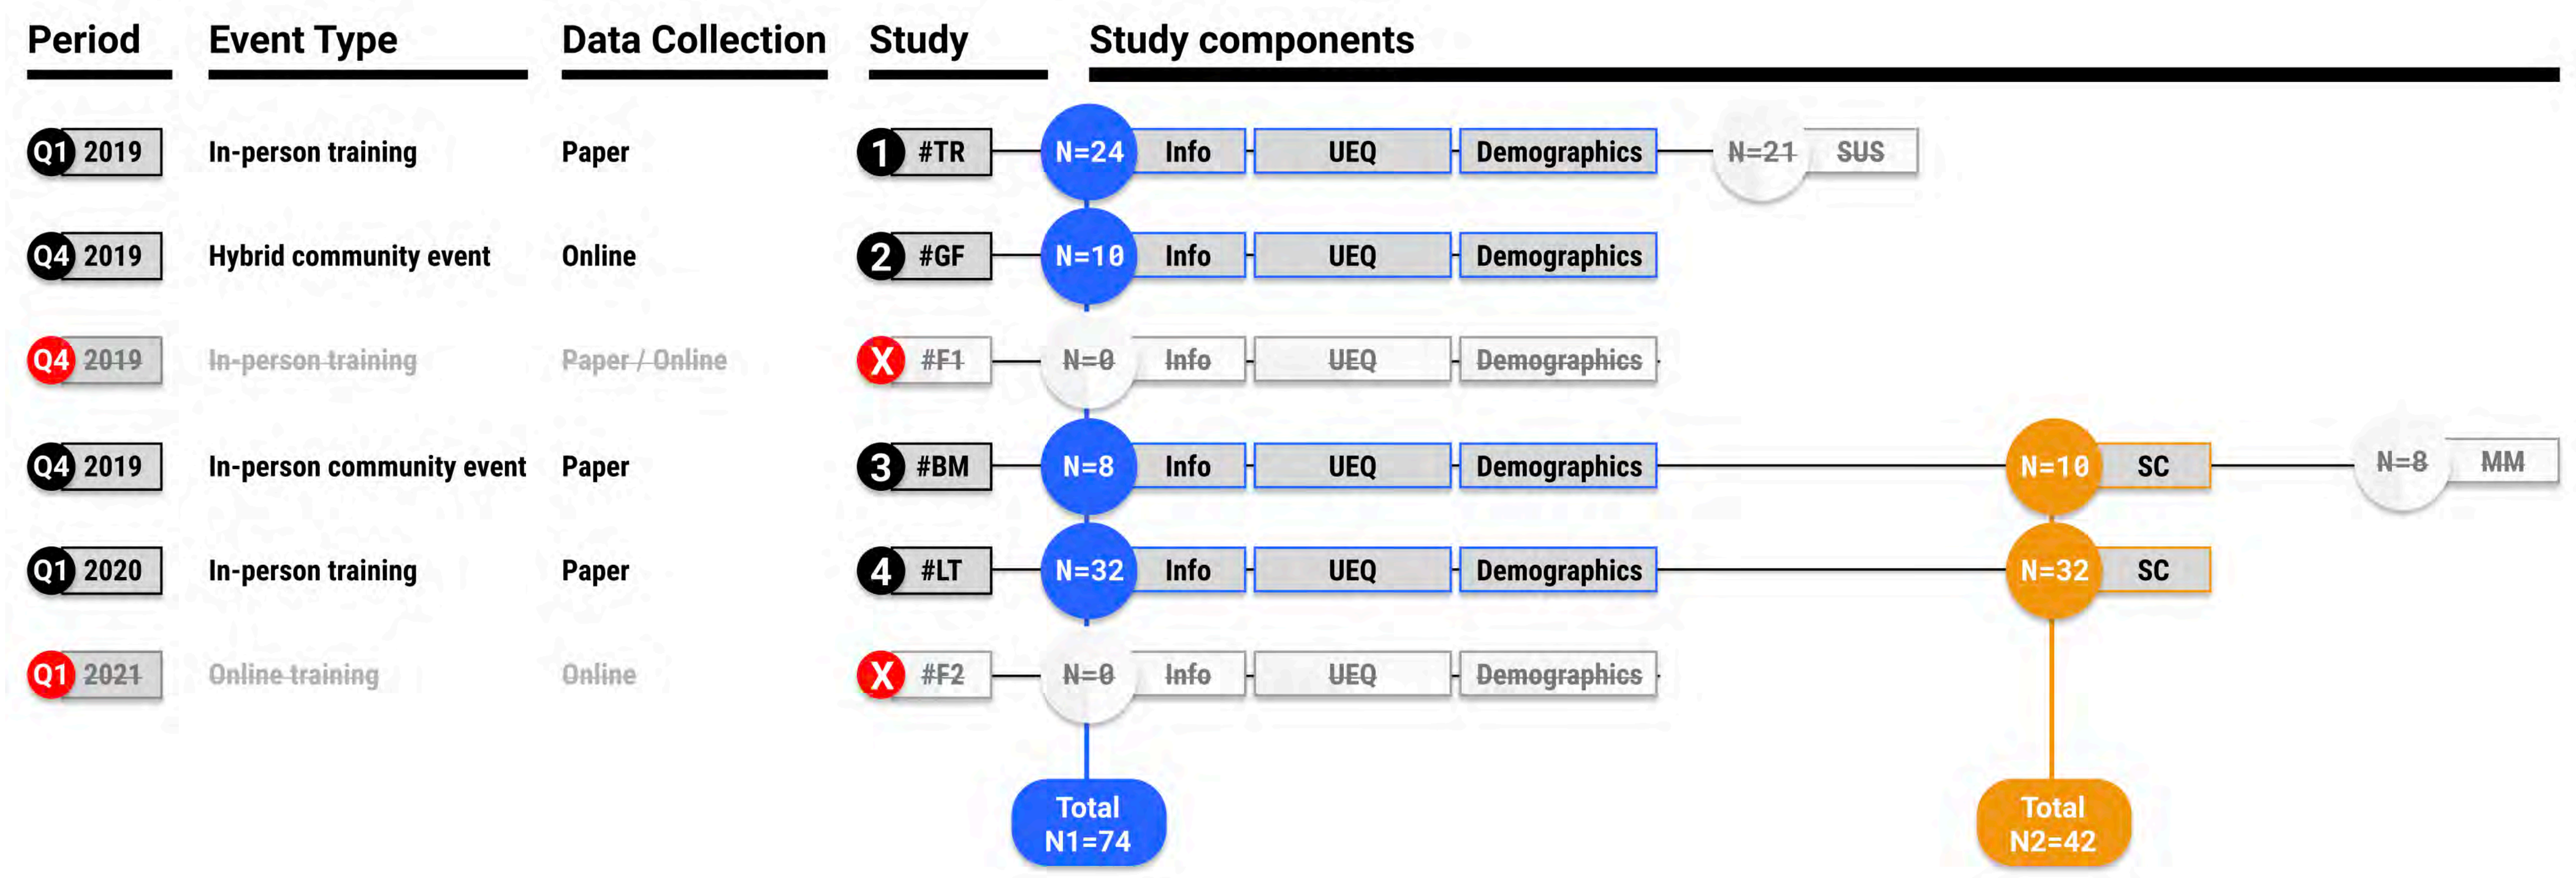 Period Event Type Data Collection Study Study components
Q1 2019 In-person training Paper 1 #TR N=24 Info UEQ Demographics N=21 SUS
Q4 2019 Hybrid community event Online 2 #GF N=10 Info UEQ Demographics
Q4 2019 In-person training Paper / Online X #F1 N=0 Info UEQ Demographics
Q4 2019 In-person community event Paper 3 #BM N=8 Info UEQ Demographics N=10 SC N=8 MM
Q1 2020 In-person training Paper 4 #LT N=32 Info UEQ Demographics N=32 SC
Q1 2021 Online training Online X #F2 N=0 Info UEQ Demographics
Total Total
N1=74 N2=42